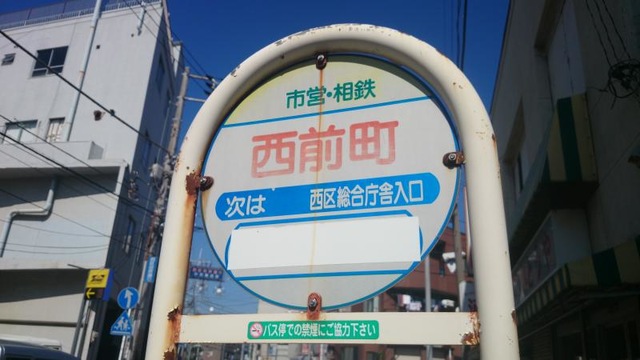 市営・相鉄
西前町
次は 西区総合庁舎入口
バス停での禁煙にご協力下さい